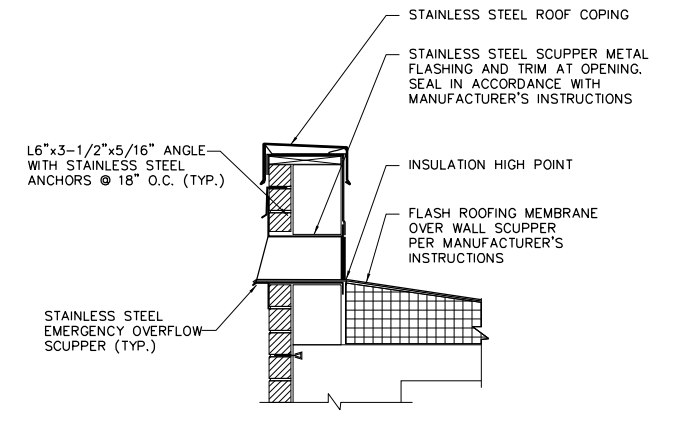 STAINLESS STEEL ROOF COPING
STAINLESS STEEL SCUPPER METAL
FLASHING AND TRIM AT OPENING.
SEAL IN ACCORDANCE WITH
MANUFACTURER'S INSTRUCTIONS
L6"x3-1/2"x5/16" ANGLE
WITH STAINLESS STEEL
ANCHORS @ 18" O.C. (TYP.)
INSULATION HIGH POINT
FLASH ROOFING MEMBRANE
OVER WALL SCUPPER
PER MANUFACTURER'S
INSTRUCTIONS
STAINLESS STEEL
EMERGENCY OVERFLOW
SCUPPER (TYP.)